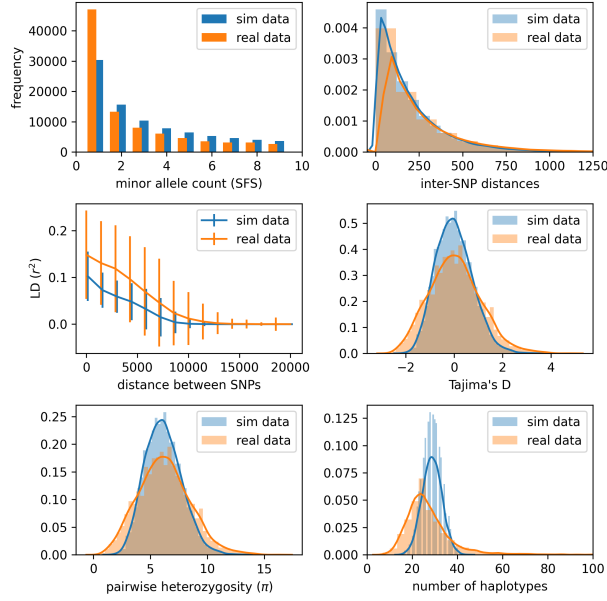 frequency
40000
30000
20000
10000
0
sim data
real data
0 2 4 6 8 10
minor allele count (SFS)
0.004
0.003
0.002
0.001
0.000
sim data
real data
0 250 500 750 1000 1250
inter-SNP distances
LD (r²)
0.2
0.1
0.0
sim data
real data
0 5000 10000 15000 20000
distance between SNPs
0.5
0.4
0.3
0.2
0.1
0.0
sim data
real data
−2 0 2 4
Tajima's D
0.25
0.20
0.15
0.10
0.05
0.00
sim data
real data
0 5 10 15
pairwise heterozygosity (π)
0.125
0.100
0.075
0.050
0.025
0.000
sim data
real data
0 20 40 60 80 100
number of haplotypes